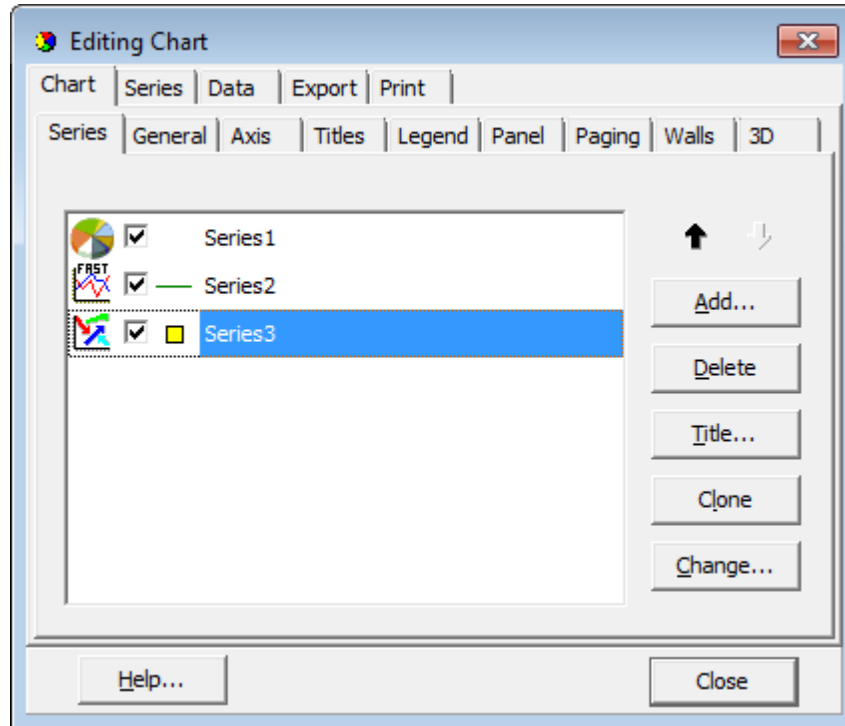 Editing Chart
Chart Series Data Export Print
Series General Axis Titles Legend Panel Paging Walls 3D
Series1
FAST
Series2
Series3
Add...
Delete
Title...
Clone
Change...
Help...
Close